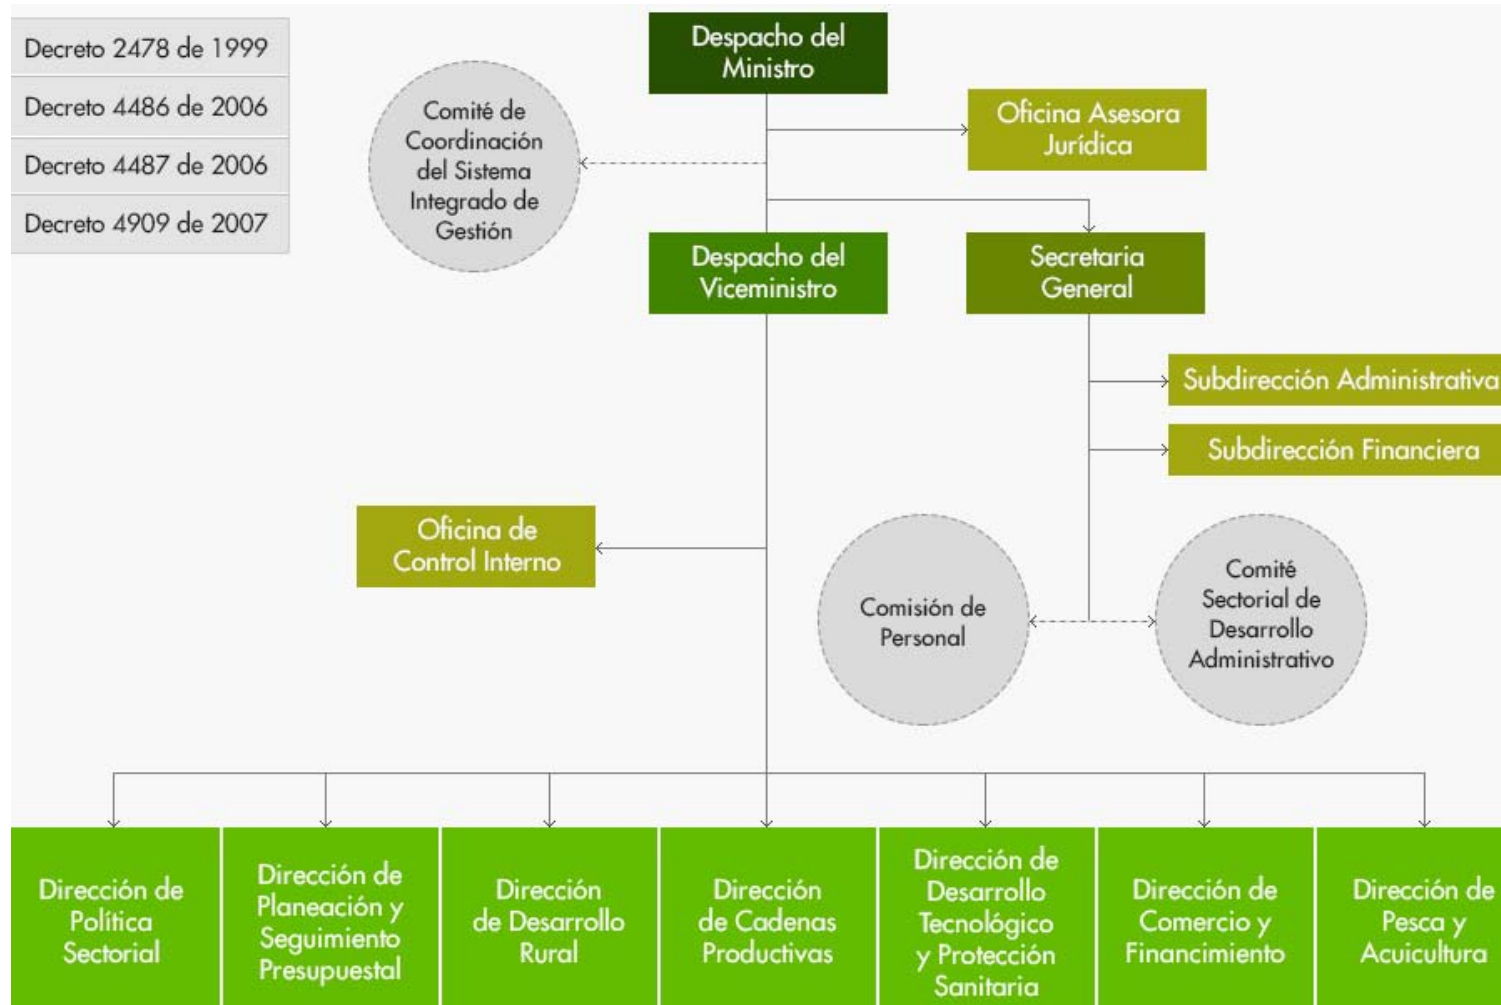 Decreto 2478 de 1999
Decreto 4486 de 2006
Decreto 4487 de 2006
Decreto 4909 de 2007
Despacho del
Ministro
Comité de
Coordinación
del Sistema
Integrado de
Gestión
Oficina Asesora
Jurídica
Despacho del
Viceministro
Secretaria
General
Subdirección Administrativa
Subdirección Financiera
Oficina de
Control Interno
Comisión de
Personal
Comité
Sectorial de
Desarrollo
Administrativo
Dirección de
Política
Sectorial
Dirección de
Planeación y
Seguimiento
Presupuestal
Dirección
de Desarrollo
Rural
Dirección
de Cadenas
Productivas
Dirección de
Desarrollo
Tecnológico
y Protección
Sanitaria
Dirección de
Comercio y
Financimiento
Dirección de
Pesca y
Acuicultura